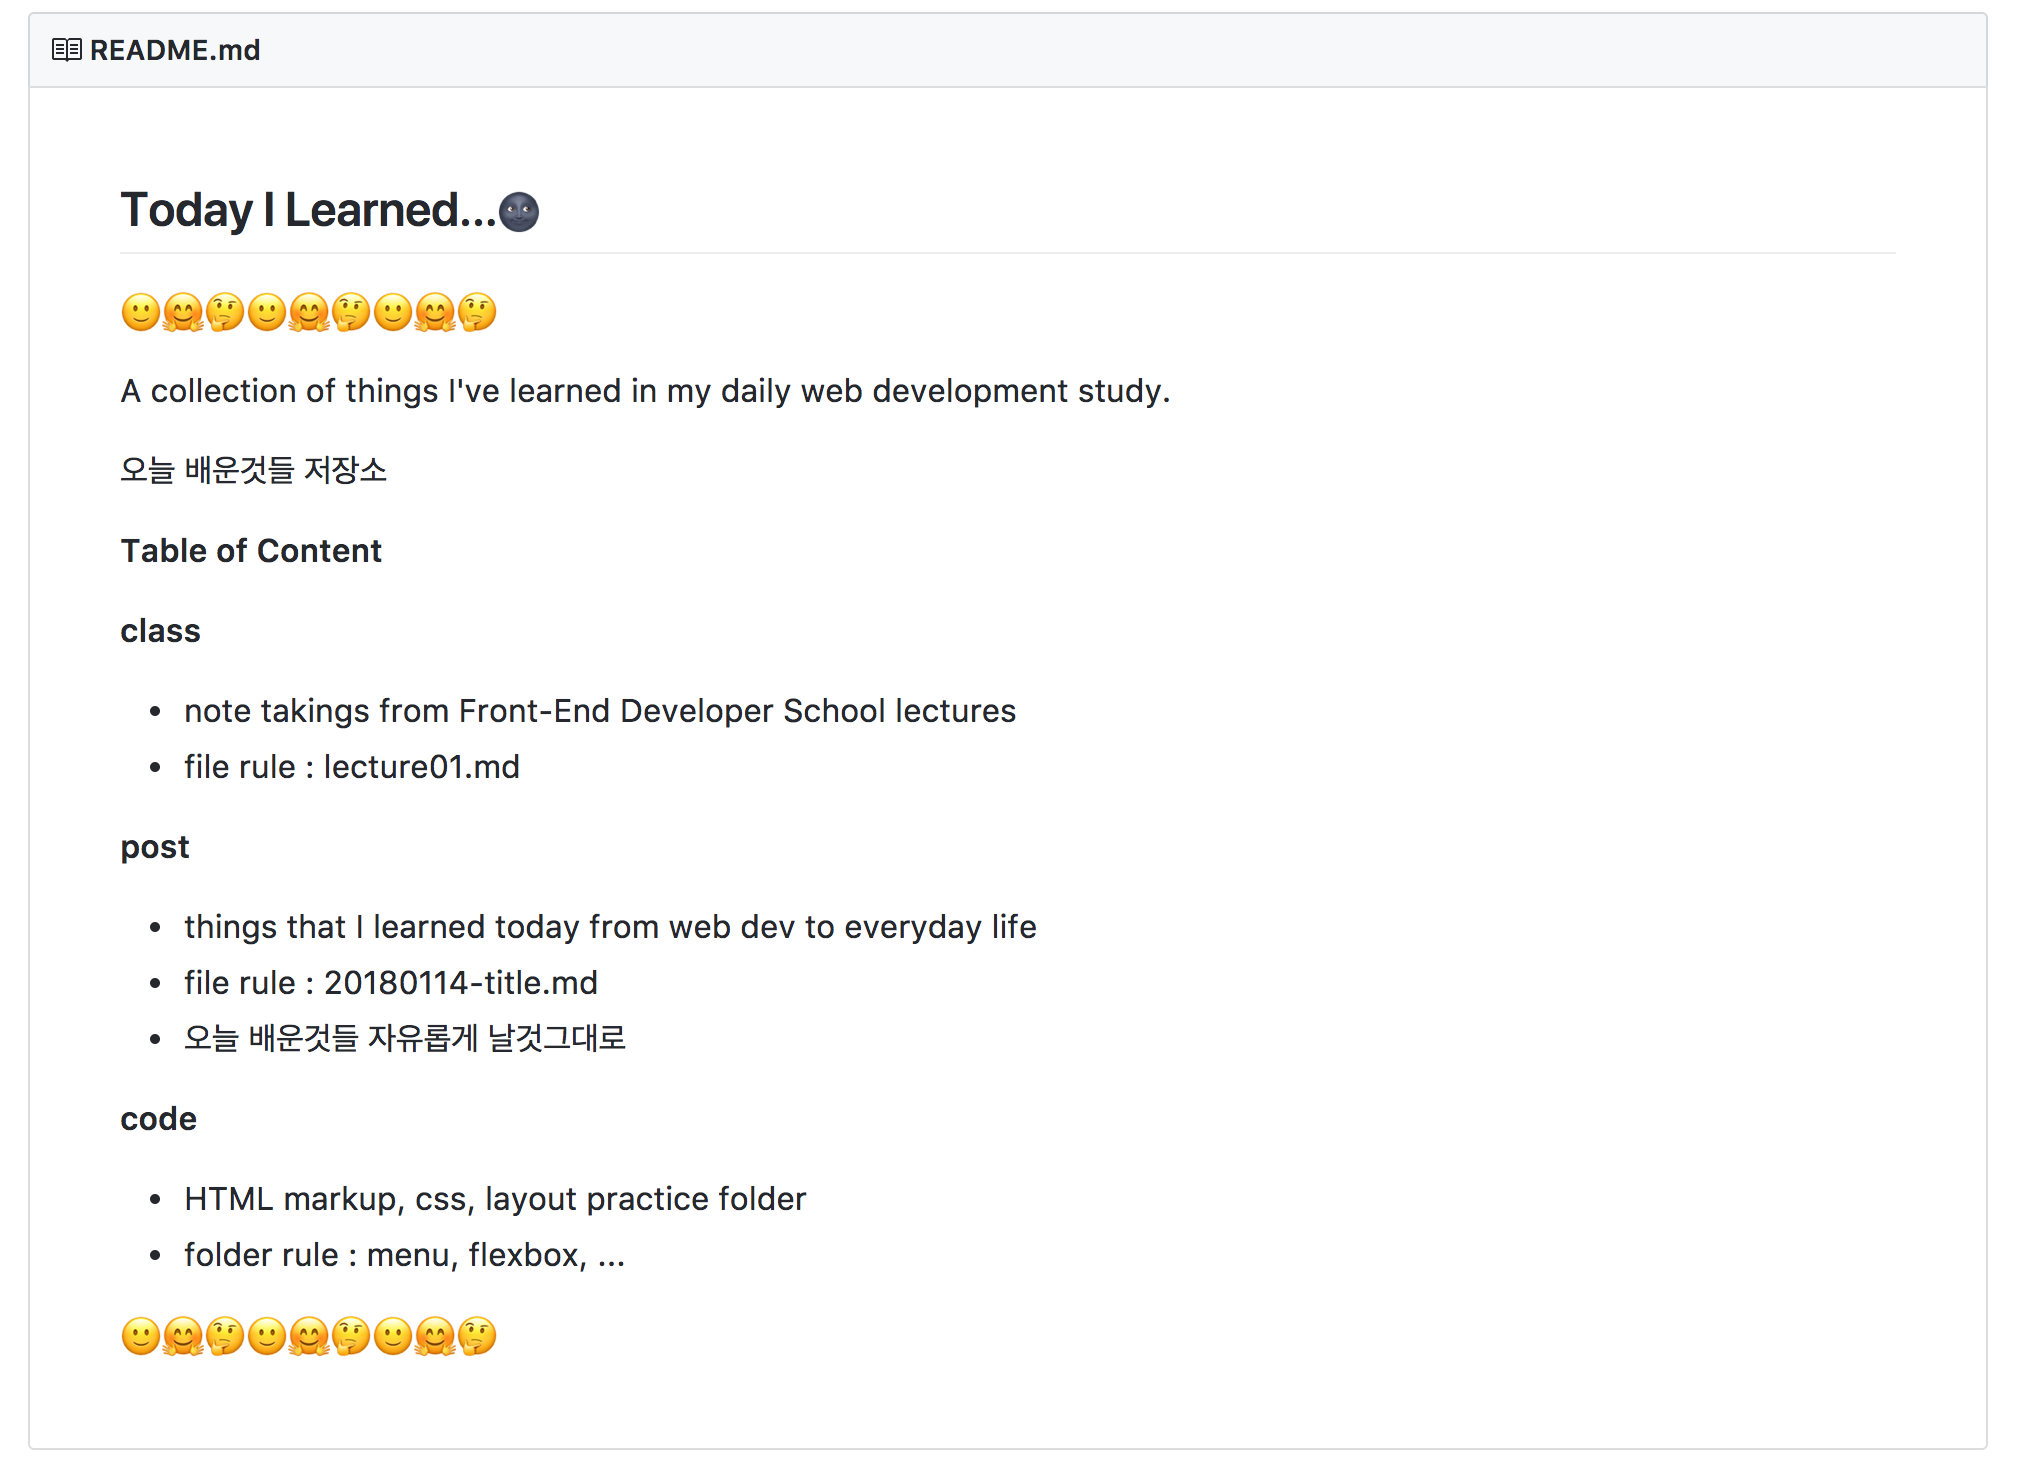 README.md
Today I Learned...🌚
🙂🤗🤔🙂🤗🤔🙂🤗🤔
A collection of things I've learned in my daily web development study.
오늘 배운것들 저장소
Table of Content
class
• note takings from Front-End Developer School lectures
• file rule : lecture01.md
post
• things that I learned today from web dev to everyday life
• file rule : 20180114-title.md
• 오늘 배운것들 자유롭게 날것그대로
code
• HTML markup, css, layout practice folder
• folder rule : menu, flexbox, ...
🙂🤗🤔🙂🤗🤔🙂🤗🤔